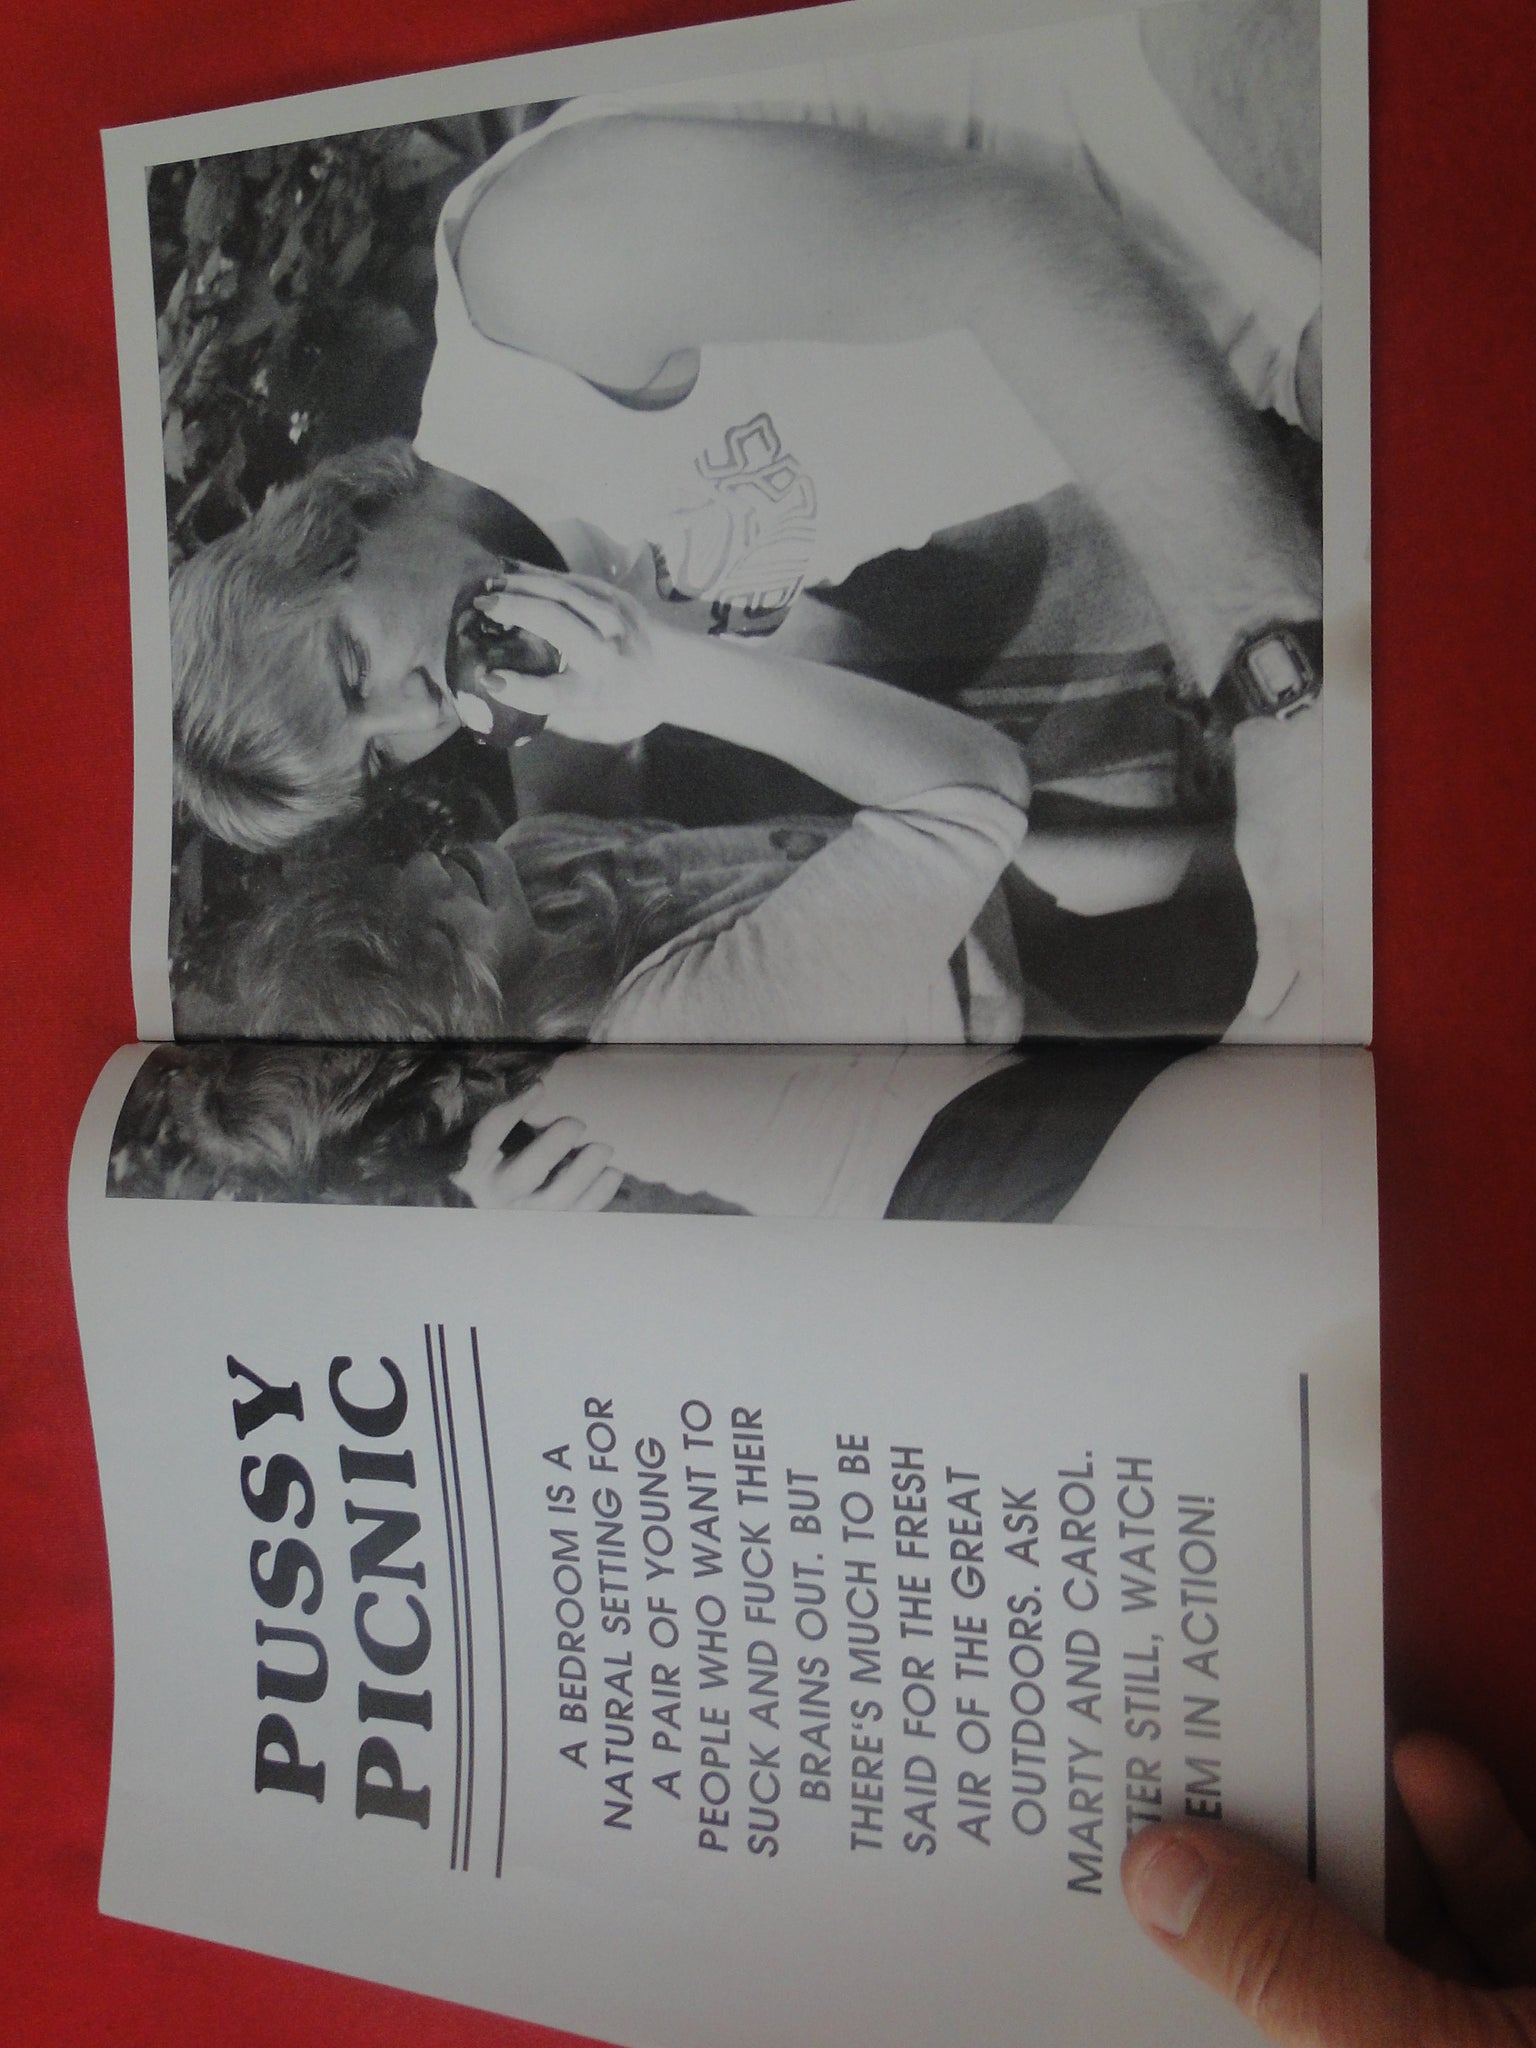 PUSSY
PICNIC
A BEDROOM IS A
NATURAL SETTING FOR
A PAIR OF YOUNG
PEOPLE WHO WANT TO
SUCK AND FUCK THEIR
BRAINS OUT. BUT
THERE'S MUCH TO BE
SAID FOR THE FRESH
AIR OF THE GREAT
OUTDOORS. ASK
MARTY AND CAROL.
TTER STILL, WATCH
EM IN ACTION!